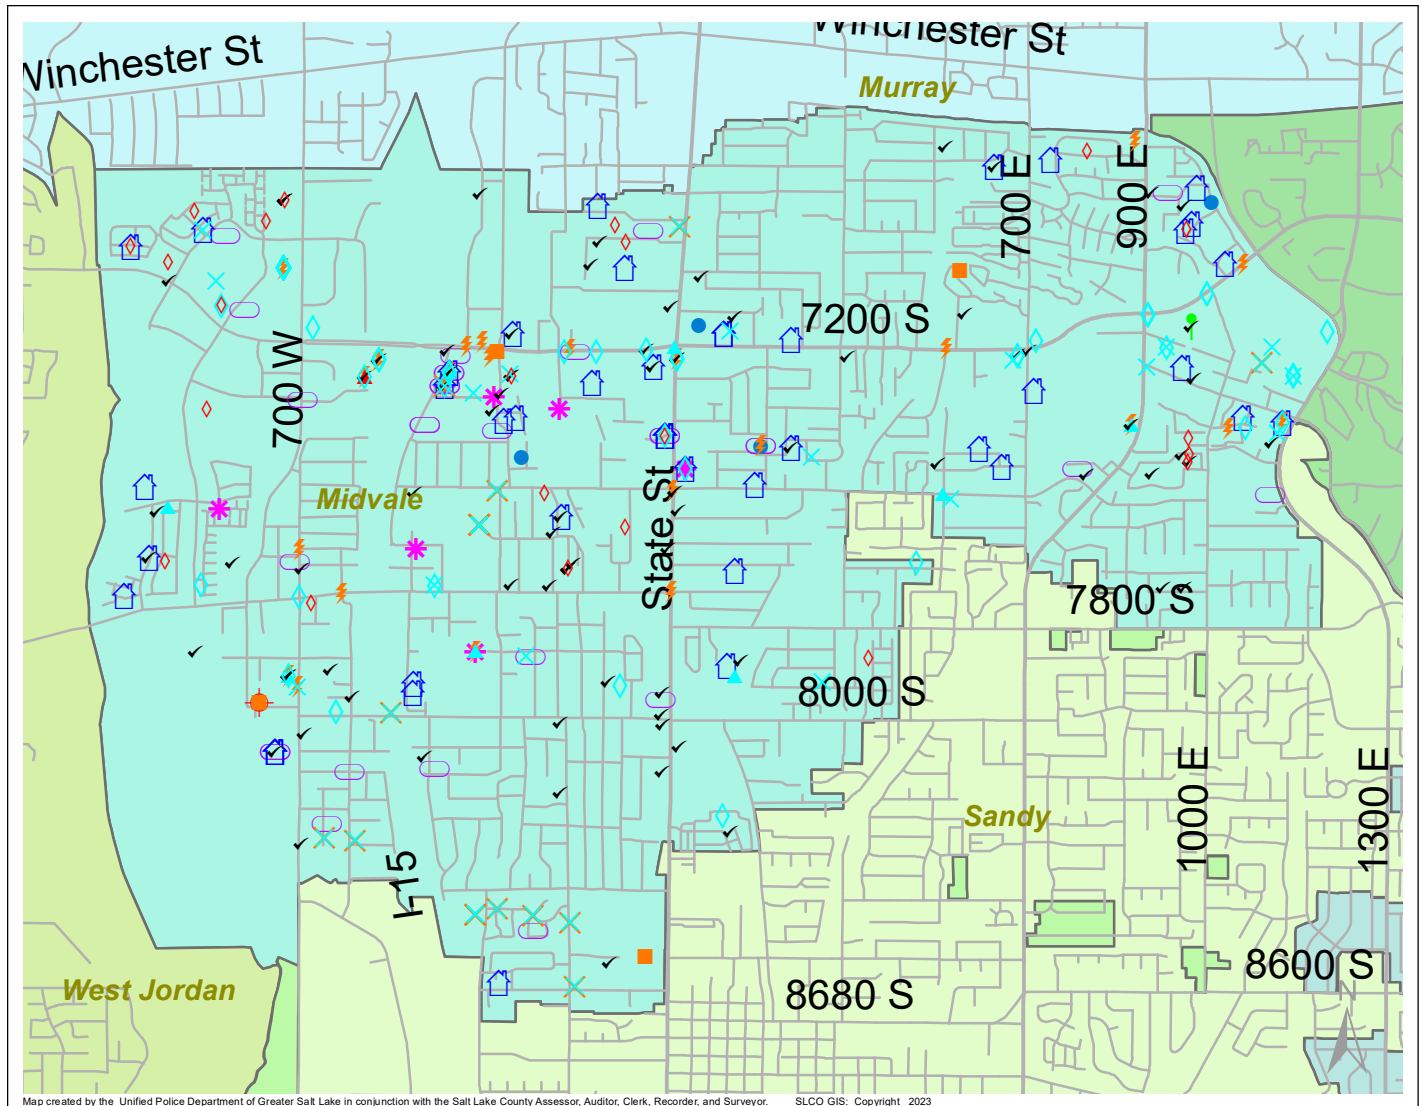 Winchester St
Winchester St
Murray
700 E
900 E
7200 S
700 W
Midvale
State St
7800 S
8000 S
Sandy
1000 E
1300 E
I-15
West Jordan
8680 S
8600 S
Map created by the Unified Police Department of Greater Salt Lake in conjunction with the Salt Lake County Assessor, Auditor, Clerk, Recorder, and Surveyor. SLCO GIS: Copyright 2023